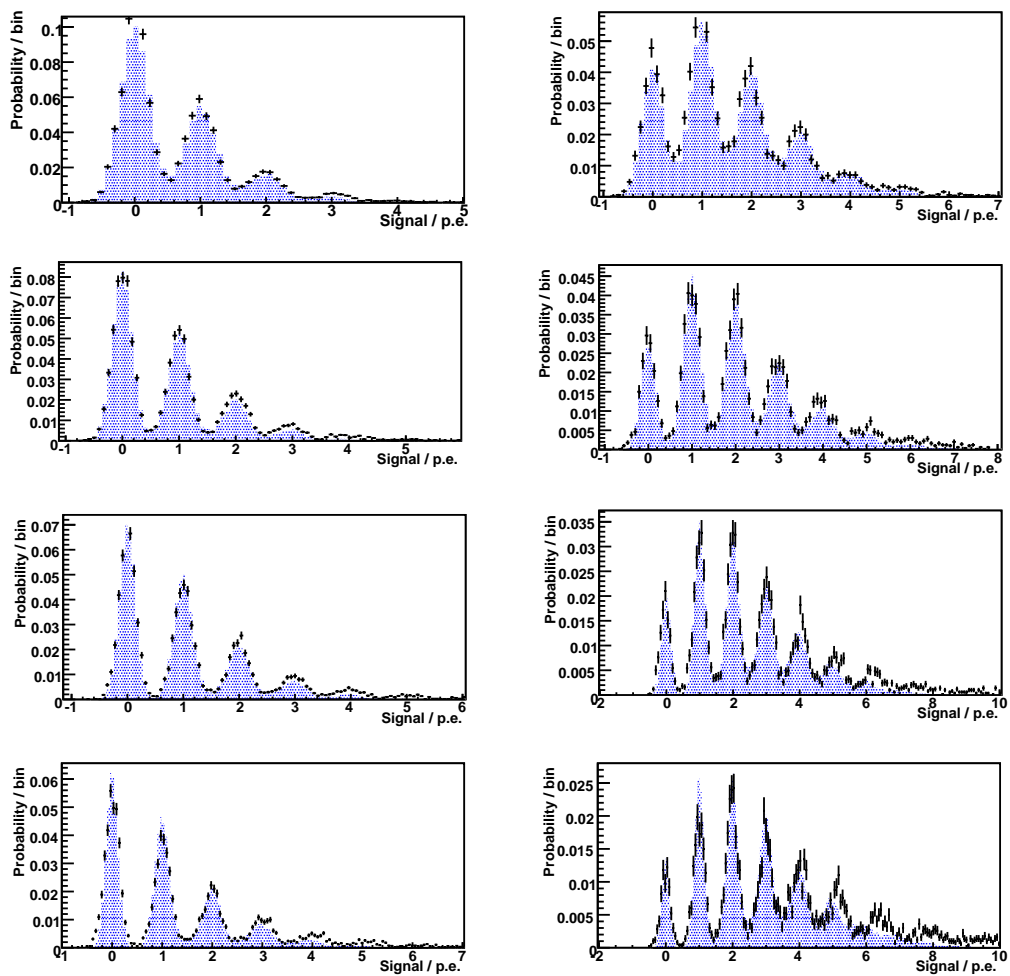 Probability / bin
0.1
0.08
0.06
0.04
0.02
0
-1 0 1 2 3 4 5
Signal / p.e.
Probability / bin
0.05
0.04
0.03
0.02
0.01
0
-1 0 1 2 3 4 5 6 7
Signal / p.e.
Probability / bin
0.08
0.07
0.06
0.05
0.04
0.03
0.02
0.01
0
-1 0 1 2 3 4 5
Signal / p.e.
Probability / bin
0.045
0.04
0.035
0.03
0.025
0.02
0.015
0.01
0.005
0
-1 0 1 2 3 4 5 6 7 8
Signal / p.e.
Probability / bin
0.07
0.06
0.05
0.04
0.03
0.02
0.01
0
-1 0 1 2 3 4 5 6
Signal / p.e.
Probability / bin
0.035
0.03
0.025
0.02
0.015
0.01
0.005
0
-2 0 2 4 6 8 10
Signal / p.e.
Probability / bin
0.06
0.05
0.04
0.03
0.02
0.01
0
-1 0 1 2 3 4 5 6 7
Signal / p.e.
Probability / bin
0.025
0.02
0.015
0.01
0.005
0
-2 0 2 4 6 8 10
Signal / p.e.